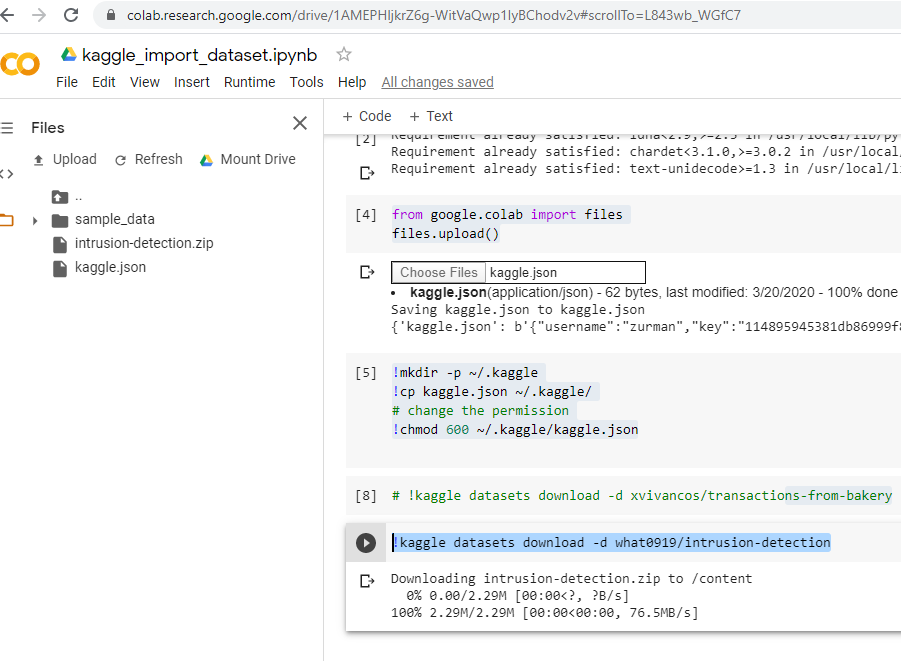 colab.research.google.com/drive/1AMEPHIjkrZ6g-WitVaQwp1IyBChodv2v#scrollTo=L843wb_WGfC7
kaggle_import_dataset.ipynb
File Edit View Insert Runtime Tools Help All changes saved
Files
+ Code + Text
Upload Refresh Mount Drive
..
sample_data
intrusion-detection.zip
kaggle.json
[2] Requirement already satisfied: idna<2.9,>=2.5 in /usr/local/lib/py
Requirement already satisfied: chardet<3.1.0,>=3.0.2 in /usr/local/
Requirement already satisfied: text-unidecode>=1.3 in /usr/local/l
[4] from google.colab import files
files.upload()
Choose Files kaggle.json
• kaggle.json(application/json) - 62 bytes, last modified: 3/20/2020 - 100% done
Saving kaggle.json to kaggle.json
{'kaggle.json': b'{"username":"zurman","key":"114895945381db86999f8
[5] !mkdir -p ~/.kaggle
!cp kaggle.json ~/.kaggle/
# change the permission
!chmod 600 ~/.kaggle/kaggle.json
[8] # !kaggle datasets download -d xvivancos/transactions-from-bakery
!kaggle datasets download -d what0919/intrusion-detection
Downloading intrusion-detection.zip to /content
0% 0.00/2.29M [00:00<?, ?B/s]
100% 2.29M/2.29M [00:00<00:00, 76.5MB/s]